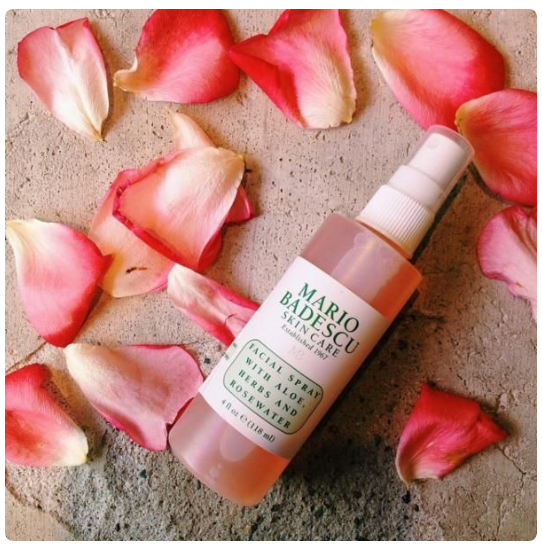 MARIO
BADESCU
SKIN CARE
Established 1967
FACIAL SPRAY
WITH ALOE,
HERBS AND
ROSEWATER
4 fl oz ℮ (118 ml)